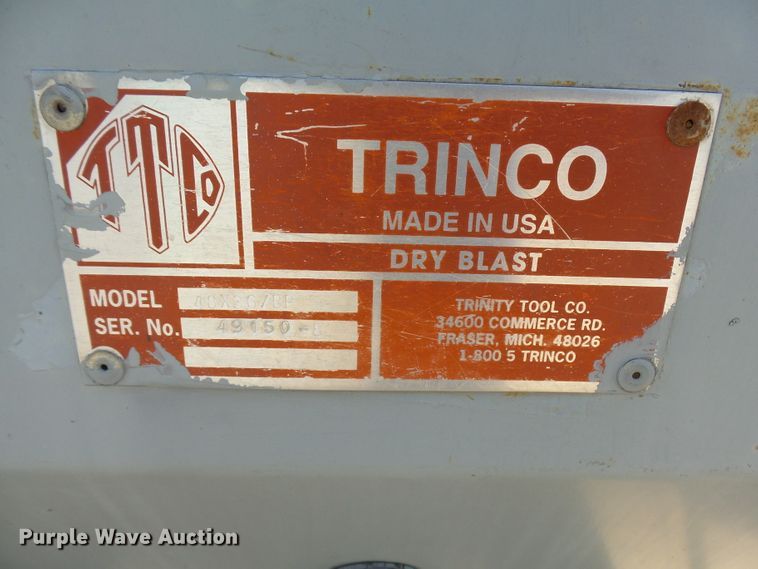 TTCo
TRINCO
MADE IN USA
DRY BLAST
MODEL
SER. No.
TRINITY TOOL CO.
34600 COMMERCE RD.
FRASER, MICH. 48026
1-800 5 TRINCO
Purple Wave Auction